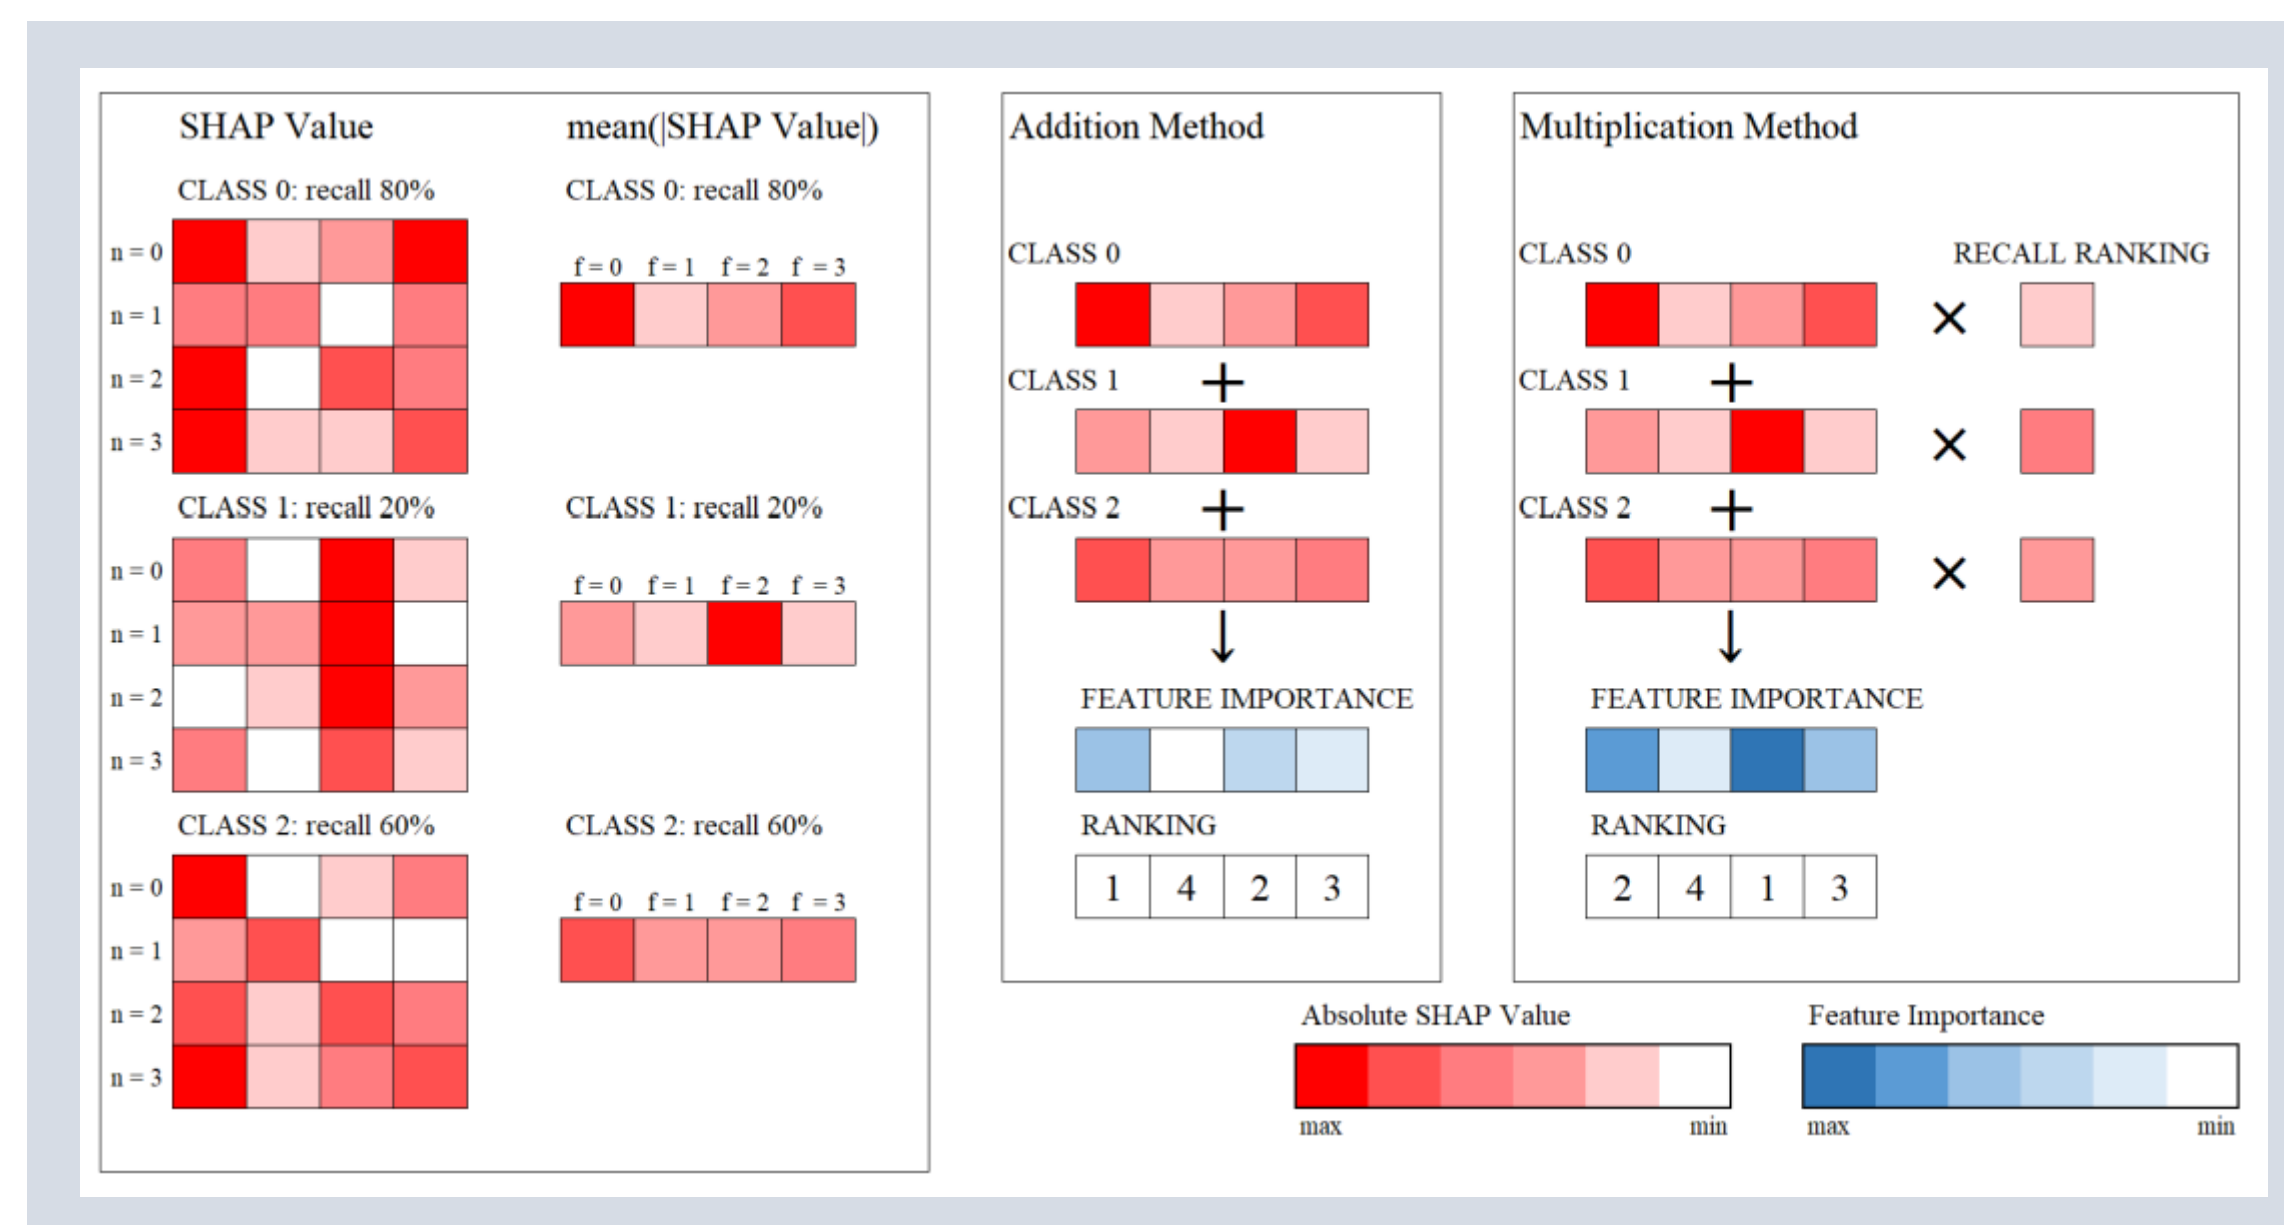 SHAP Value
mean(|SHAP Value|)
CLASS 0: recall 80%
CLASS 0: recall 80%
n = 0
n = 1
n = 2
n = 3
f = 0 f = 1 f = 2 f = 3
CLASS 1: recall 20%
CLASS 1: recall 20%
n = 0
n = 1
n = 2
n = 3
f = 0 f = 1 f = 2 f = 3
CLASS 2: recall 60%
CLASS 2: recall 60%
n = 0
n = 1
n = 2
n = 3
f = 0 f = 1 f = 2 f = 3
Addition Method
CLASS 0
+
CLASS 1
+
CLASS 2
↓
FEATURE IMPORTANCE
RANKING
1 4 2 3
Multiplication Method
CLASS 0
RECALL RANKING
×
+
CLASS 1
×
+
CLASS 2
×
↓
FEATURE IMPORTANCE
RANKING
2 4 1 3
Absolute SHAP Value
max min
Feature Importance
max min